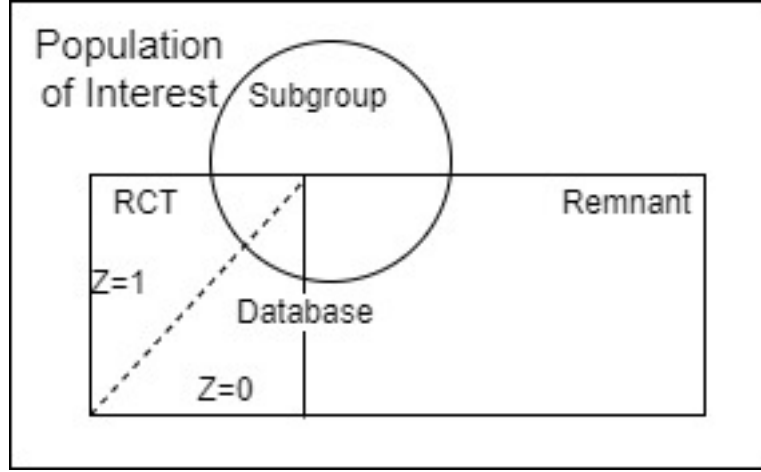 Population
of Interest
Subgroup
RCT
Remnant
Z=1
Database
Z=0